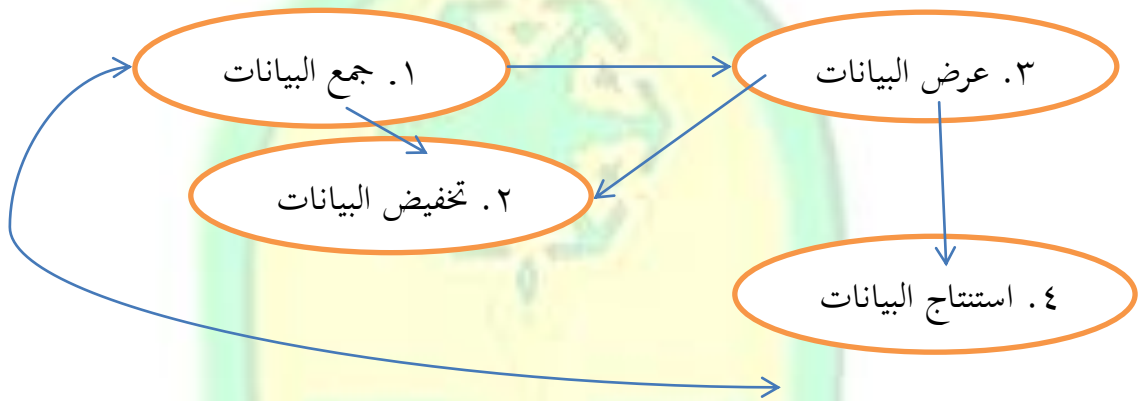 ١. جمع البيانات
٣. عرض البيانات
٢. تخفيض البيانات
٤. استنتاج البيانات